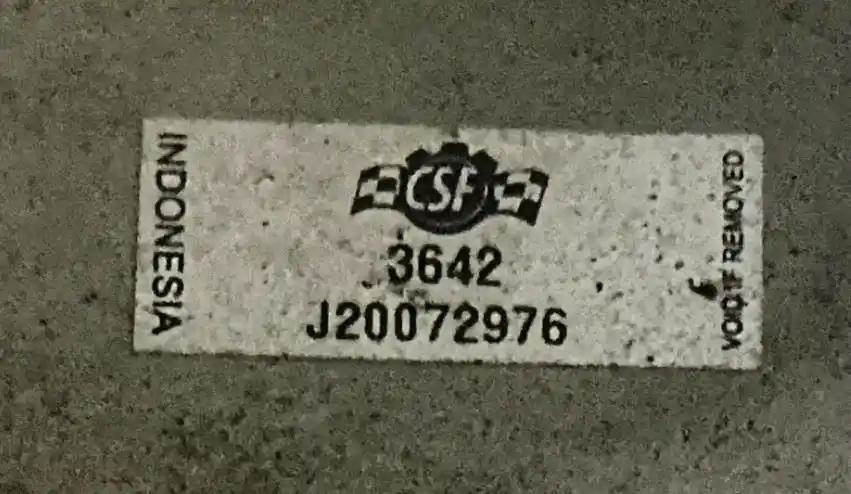 INDONESIA
CSF
3642
J20072976
VOID IF REMOVED